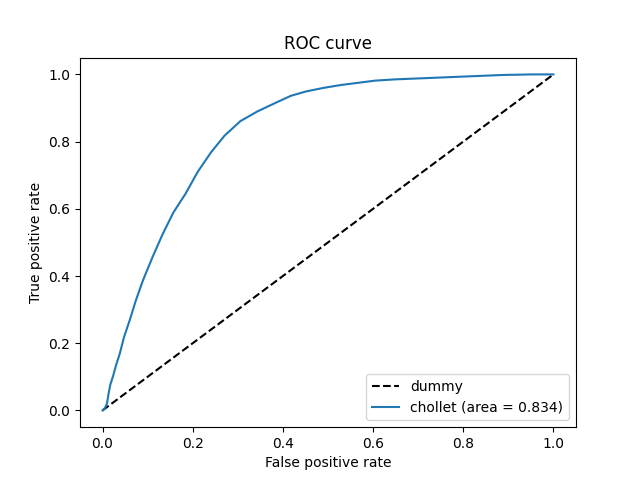 ROC curve
True positive rate
1.0
0.8
0.6
0.4
0.2
0.0
0.0 0.2 0.4 0.6 0.8 1.0
False positive rate
dummy
chollet (area = 0.834)